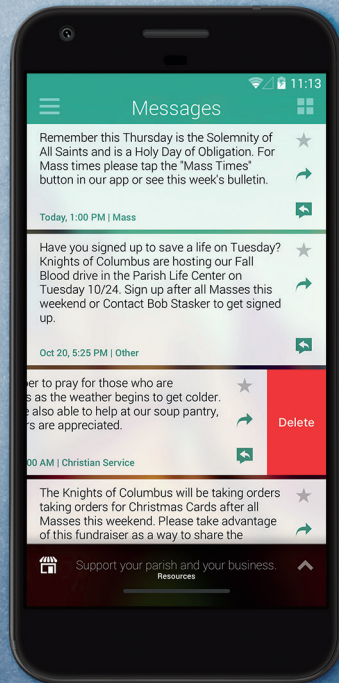 11:13
Messages
Remember this Thursday is the Solemnity of
All Saints and is a Holy Day of Obligation. For
Mass times please tap the "Mass Times"
button in our app or see this week's bulletin.
Today, 1:00 PM | Mass
Have you signed up to save a life on Tuesday?
Knights of Columbus are hosting our Fall
Blood drive in the Parish Life Center on
Tuesday 10/24. Sign up after all Masses this
weekend or Contact Bob Stasker to get signed
up.
Oct 20, 5:25 PM | Other
er to pray for those who are
s as the weather begins to get colder.
e also able to help at our soup pantry,
rs are appreciated.
00 AM | Christian Service
Delete
The Knights of Columbus will be taking orders
taking orders for Christmas Cards after all
Masses this weekend. Please take advantage
of this fundraiser as a way to share the
Support your parish and your business.
Resources